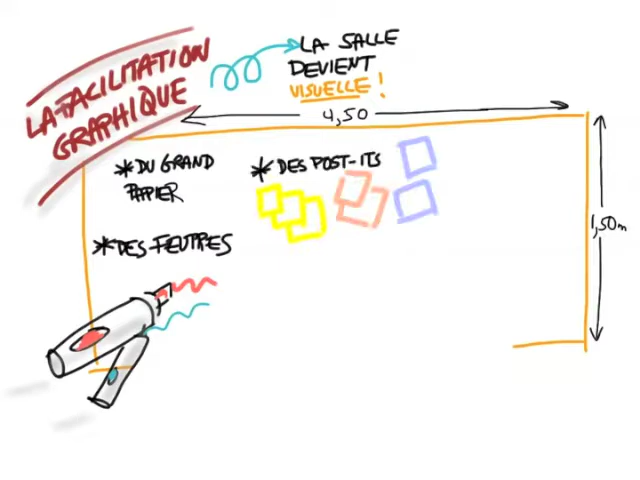 LA FACILITATION
GRAPHIQUE
LA SALLE
DEVIENT
VISUELLE !
4,50
* DU GRAND
PAPIER
* DES POST-ITS
* DES FEUTRES
1,50m